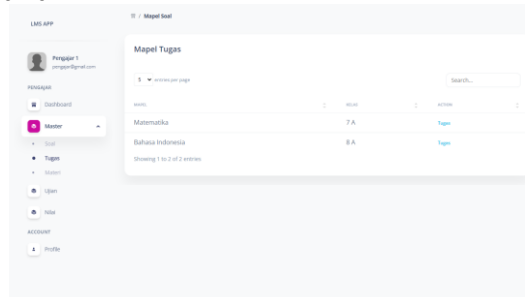 LMS APP
/ Mapel Soal
Pengajar 1
pengajar@gmail.com
PENGAJAR
Dashboard
Master
Soal
Tugas
Materi
Ujian
Nilai
ACCOUNT
Profile
Mapel Tugas
5 entries per page
Search...
MAPEL KELAS ACTION
Matematika 7 A Tugas
Bahasa Indonesia 8 A Tugas
Showing 1 to 2 of 2 entries